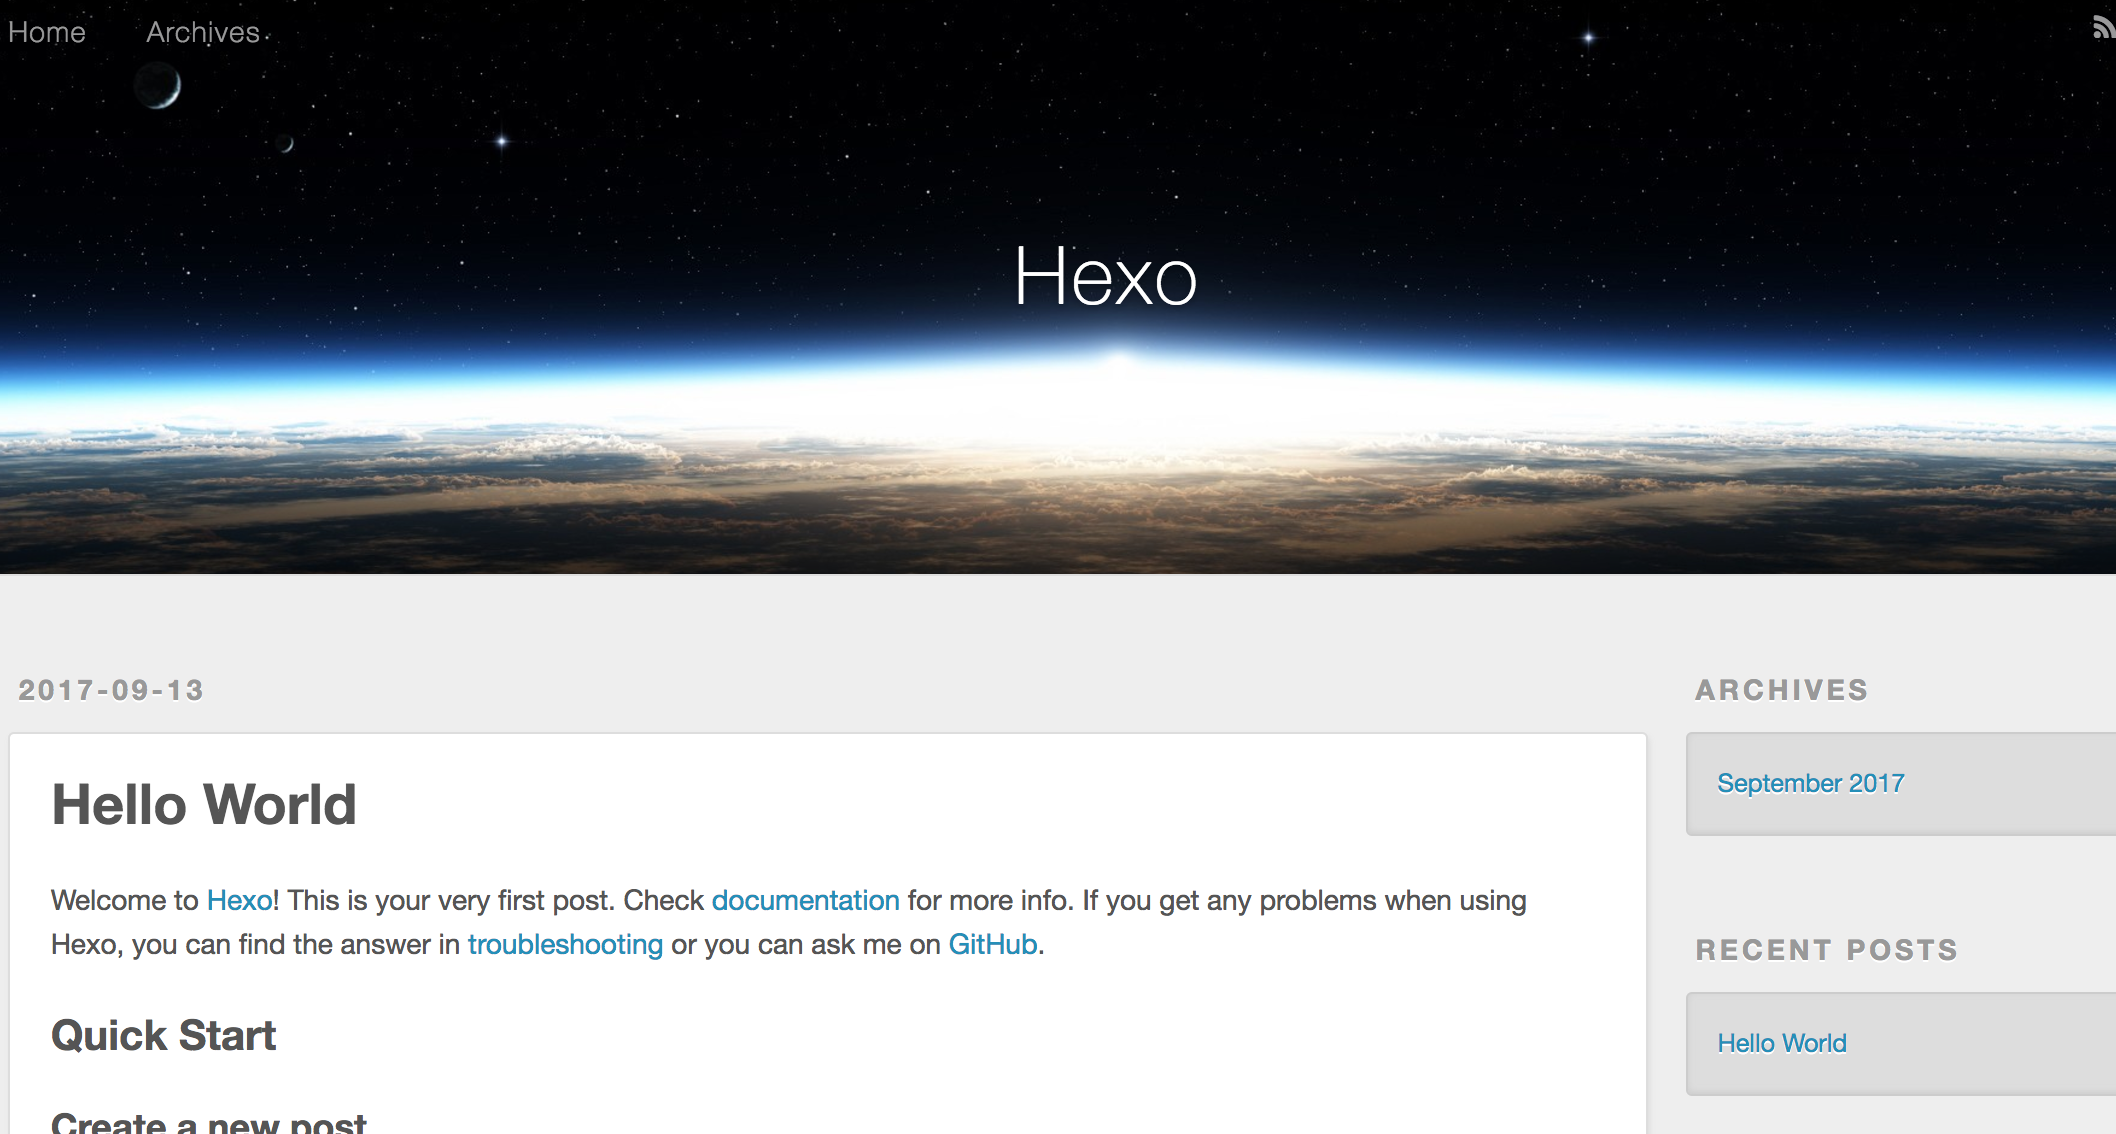 Home Archives
Hexo
2017-09-13
Hello World
Welcome to Hexo! This is your very first post. Check documentation for more info. If you get any problems when using
Hexo, you can find the answer in troubleshooting or you can ask me on GitHub.
Quick Start
Create a new post
ARCHIVES
September 2017
RECENT POSTS
Hello World